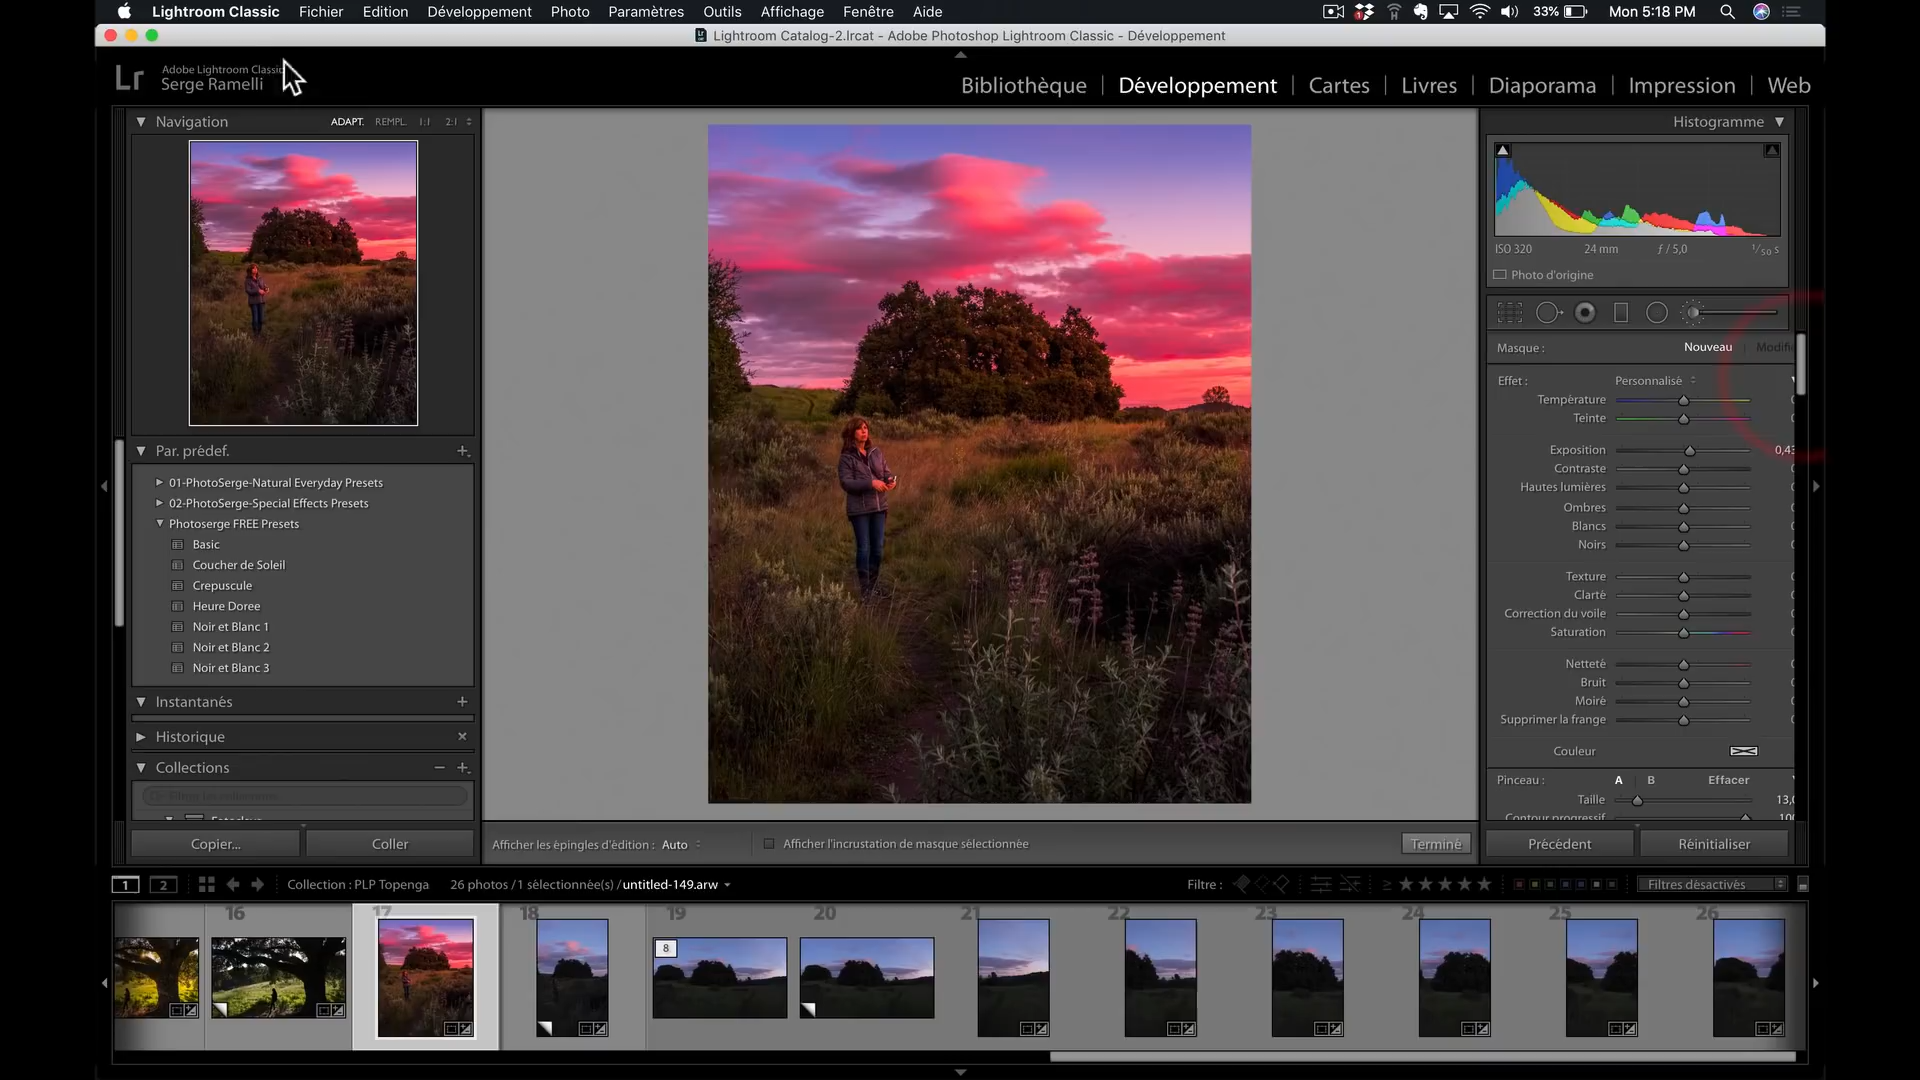 Lightroom Classic Fichier Edition Développement Photo Paramètres Outils Affichage Fenêtre Aide 33% Mon 5:18 PM
Lightroom Catalog-2.lrcat - Adobe Photoshop Lightroom Classic - Développement
Lr Adobe Lightroom Classic
Serge Ramelli
Bibliothèque | Développement | Cartes | Livres | Diaporama | Impression | Web
Navigation ADAPT. REMPL. 1:1 2:1
Histogramme
ISO 320 24 mm ƒ / 5,0 1/50 s
Photo d'origine
Masque : Nouveau
Effet : Personnalisé
Température
Teinte
Exposition
Contraste
Hautes lumières
Ombres
Blancs
Noirs
Texture
Clarté
Correction du voile
Saturation
Netteté
Bruit
Moiré
Supprimer la frange
Couleur
Pinceau : A B Effacer
Taille
Contour progressif
Précédent Réinitialiser
Par. prédef.
01-PhotoSerge-Natural Everyday Presets
02-PhotoSerge-Special Effects Presets
Photoserge FREE Presets
Basic
Coucher de Soleil
Crepuscule
Heure Doree
Noir et Blanc 1
Noir et Blanc 2
Noir et Blanc 3
Instantanés
Historique
Collections
Copier... Coller
Afficher les épingles d'édition : Auto Afficher l'incrustation de masque sélectionnée Terminé
1 2 Collection : PLP Topenga 26 photos /1 sélectionnée(s) /untitled-149.arw Filtre : Filtres désactivés
16 17 18 19 20 21 22 23 24 25 26
8